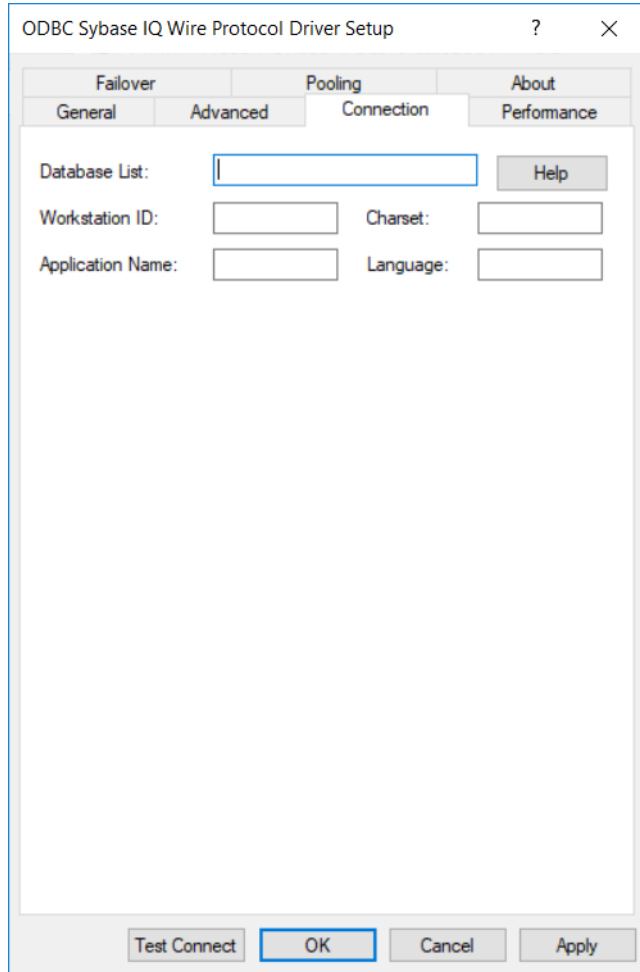 ODBC Sybase IQ Wire Protocol Driver Setup ?
Failover Pooling About
General Advanced Connection Performance
Database List: Help
Workstation ID: Charset:
Application Name: Language:
Test Connect OK Cancel Apply